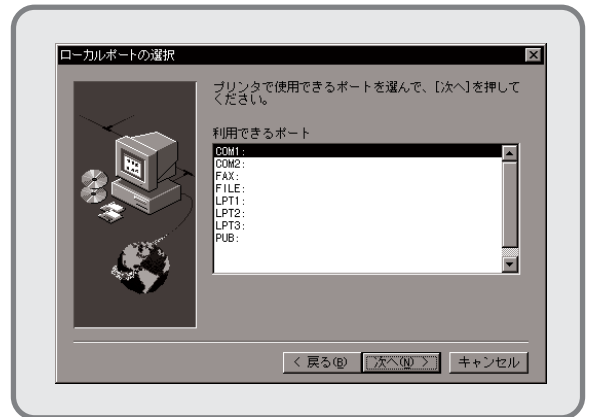 ローカルポートの選択
プリンタで使用できるポートを選んで、[次へ]を押して
ください。
利用できるポート
COM1:
COM2:
FAX:
FILE:
LPT1:
LPT2:
LPT3:
PUB:
< 戻る(B)
次へ(N) >
キャンセル